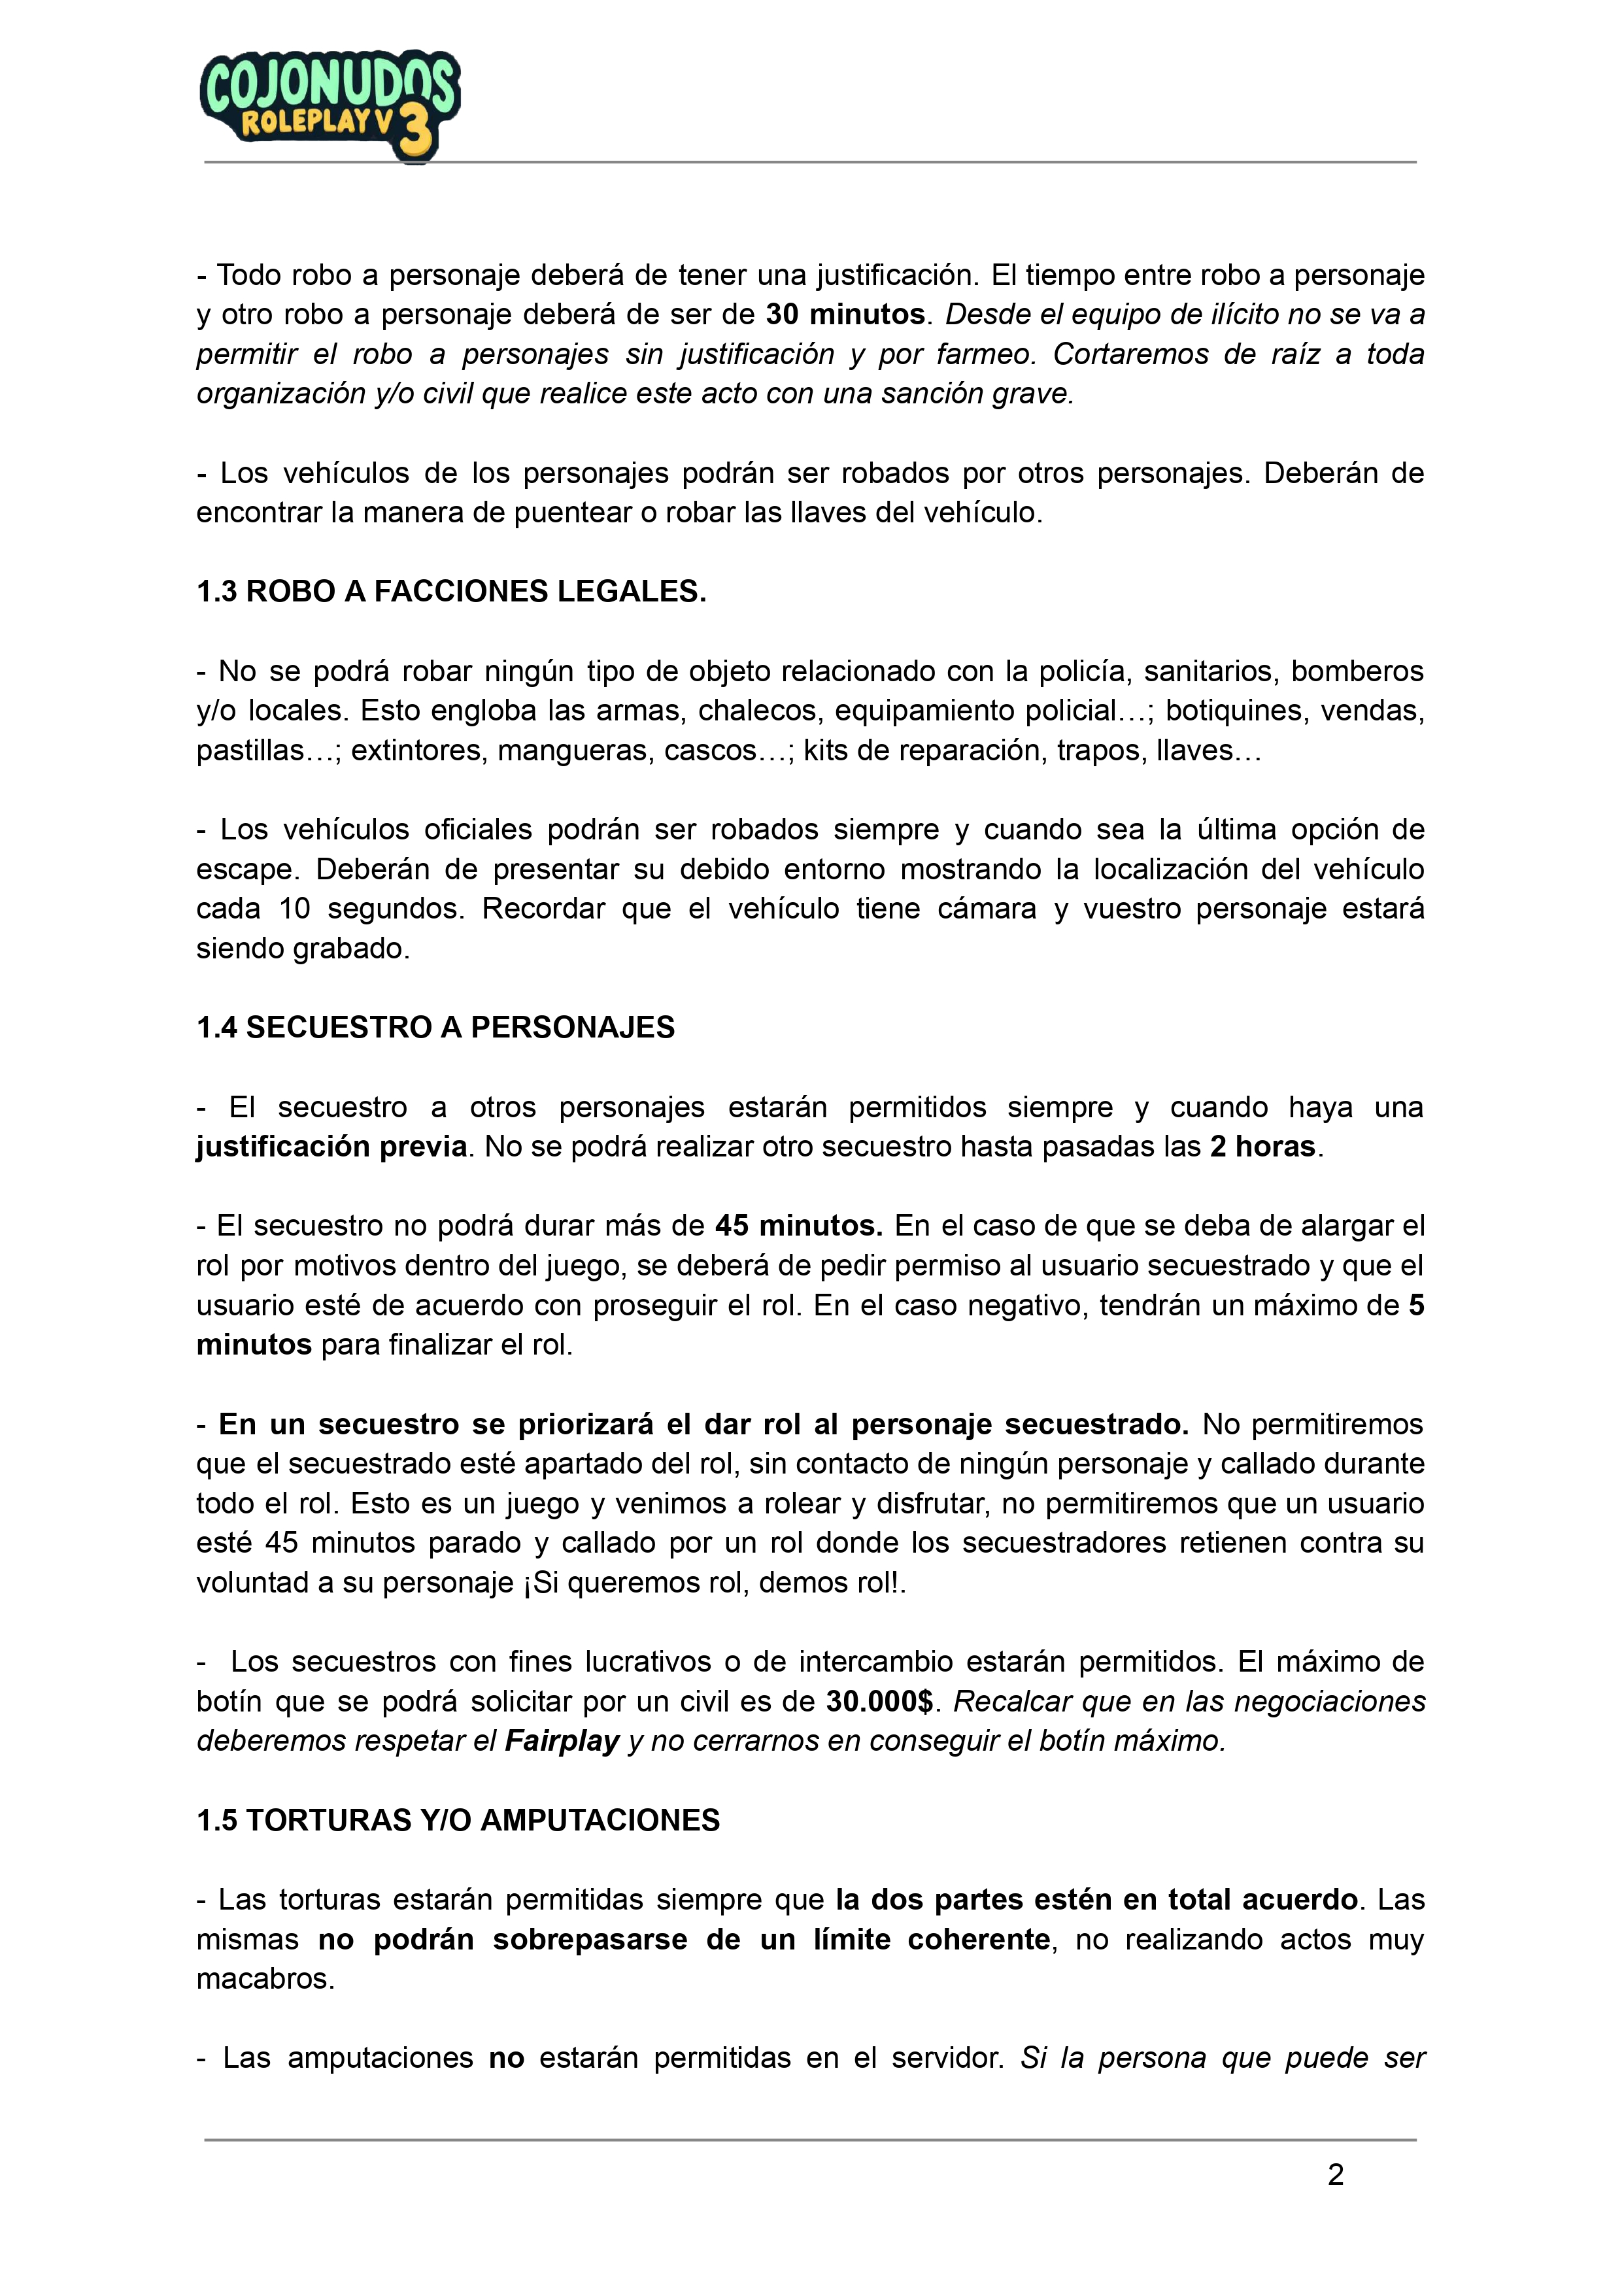 COJONUDOS
ROLEPLAY V 3
- Todo robo a personaje deberá de tener una justificación. El tiempo entre robo a personaje
y otro robo a personaje deberá de ser de 30 minutos. Desde el equipo de ilícito no se va a
permitir el robo a personajes sin justificación y por farmeo. Cortaremos de raíz a toda
organización y/o civil que realice este acto con una sanción grave.
- Los vehículos de los personajes podrán ser robados por otros personajes. Deberán de
encontrar la manera de puentear o robar las llaves del vehículo.
1.3 ROBO A FACCIONES LEGALES.
- No se podrá robar ningún tipo de objeto relacionado con la policía, sanitarios, bomberos
y/o locales. Esto engloba las armas, chalecos, equipamiento policial…; botiquines, vendas,
pastillas…; extintores, mangueras, cascos…; kits de reparación, trapos, llaves…
- Los vehículos oficiales podrán ser robados siempre y cuando sea la última opción de
escape. Deberán de presentar su debido entorno mostrando la localización del vehículo
cada 10 segundos. Recordar que el vehículo tiene cámara y vuestro personaje estará
siendo grabado.
1.4 SECUESTRO A PERSONAJES
- El secuestro a otros personajes estarán permitidos siempre y cuando haya una
justificación previa. No se podrá realizar otro secuestro hasta pasadas las 2 horas.
- El secuestro no podrá durar más de 45 minutos. En el caso de que se deba de alargar el
rol por motivos dentro del juego, se deberá de pedir permiso al usuario secuestrado y que el
usuario esté de acuerdo con proseguir el rol. En el caso negativo, tendrán un máximo de 5
minutos para finalizar el rol.
- En un secuestro se priorizará el dar rol al personaje secuestrado. No permitiremos
que el secuestrado esté apartado del rol, sin contacto de ningún personaje y callado durante
todo el rol. Esto es un juego y venimos a rolear y disfrutar, no permitiremos que un usuario
esté 45 minutos parado y callado por un rol donde los secuestradores retienen contra su
voluntad a su personaje ¡Si queremos rol, demos rol!.
- Los secuestros con fines lucrativos o de intercambio estarán permitidos. El máximo de
botín que se podrá solicitar por un civil es de 30.000$. Recalcar que en las negociaciones
deberemos respetar el Fairplay y no cerrarnos en conseguir el botín máximo.
1.5 TORTURAS Y/O AMPUTACIONES
- Las torturas estarán permitidas siempre que la dos partes estén en total acuerdo. Las
mismas no podrán sobrepasarse de un límite coherente, no realizando actos muy
macabros.
- Las amputaciones no estarán permitidas en el servidor. Si la persona que puede ser
2